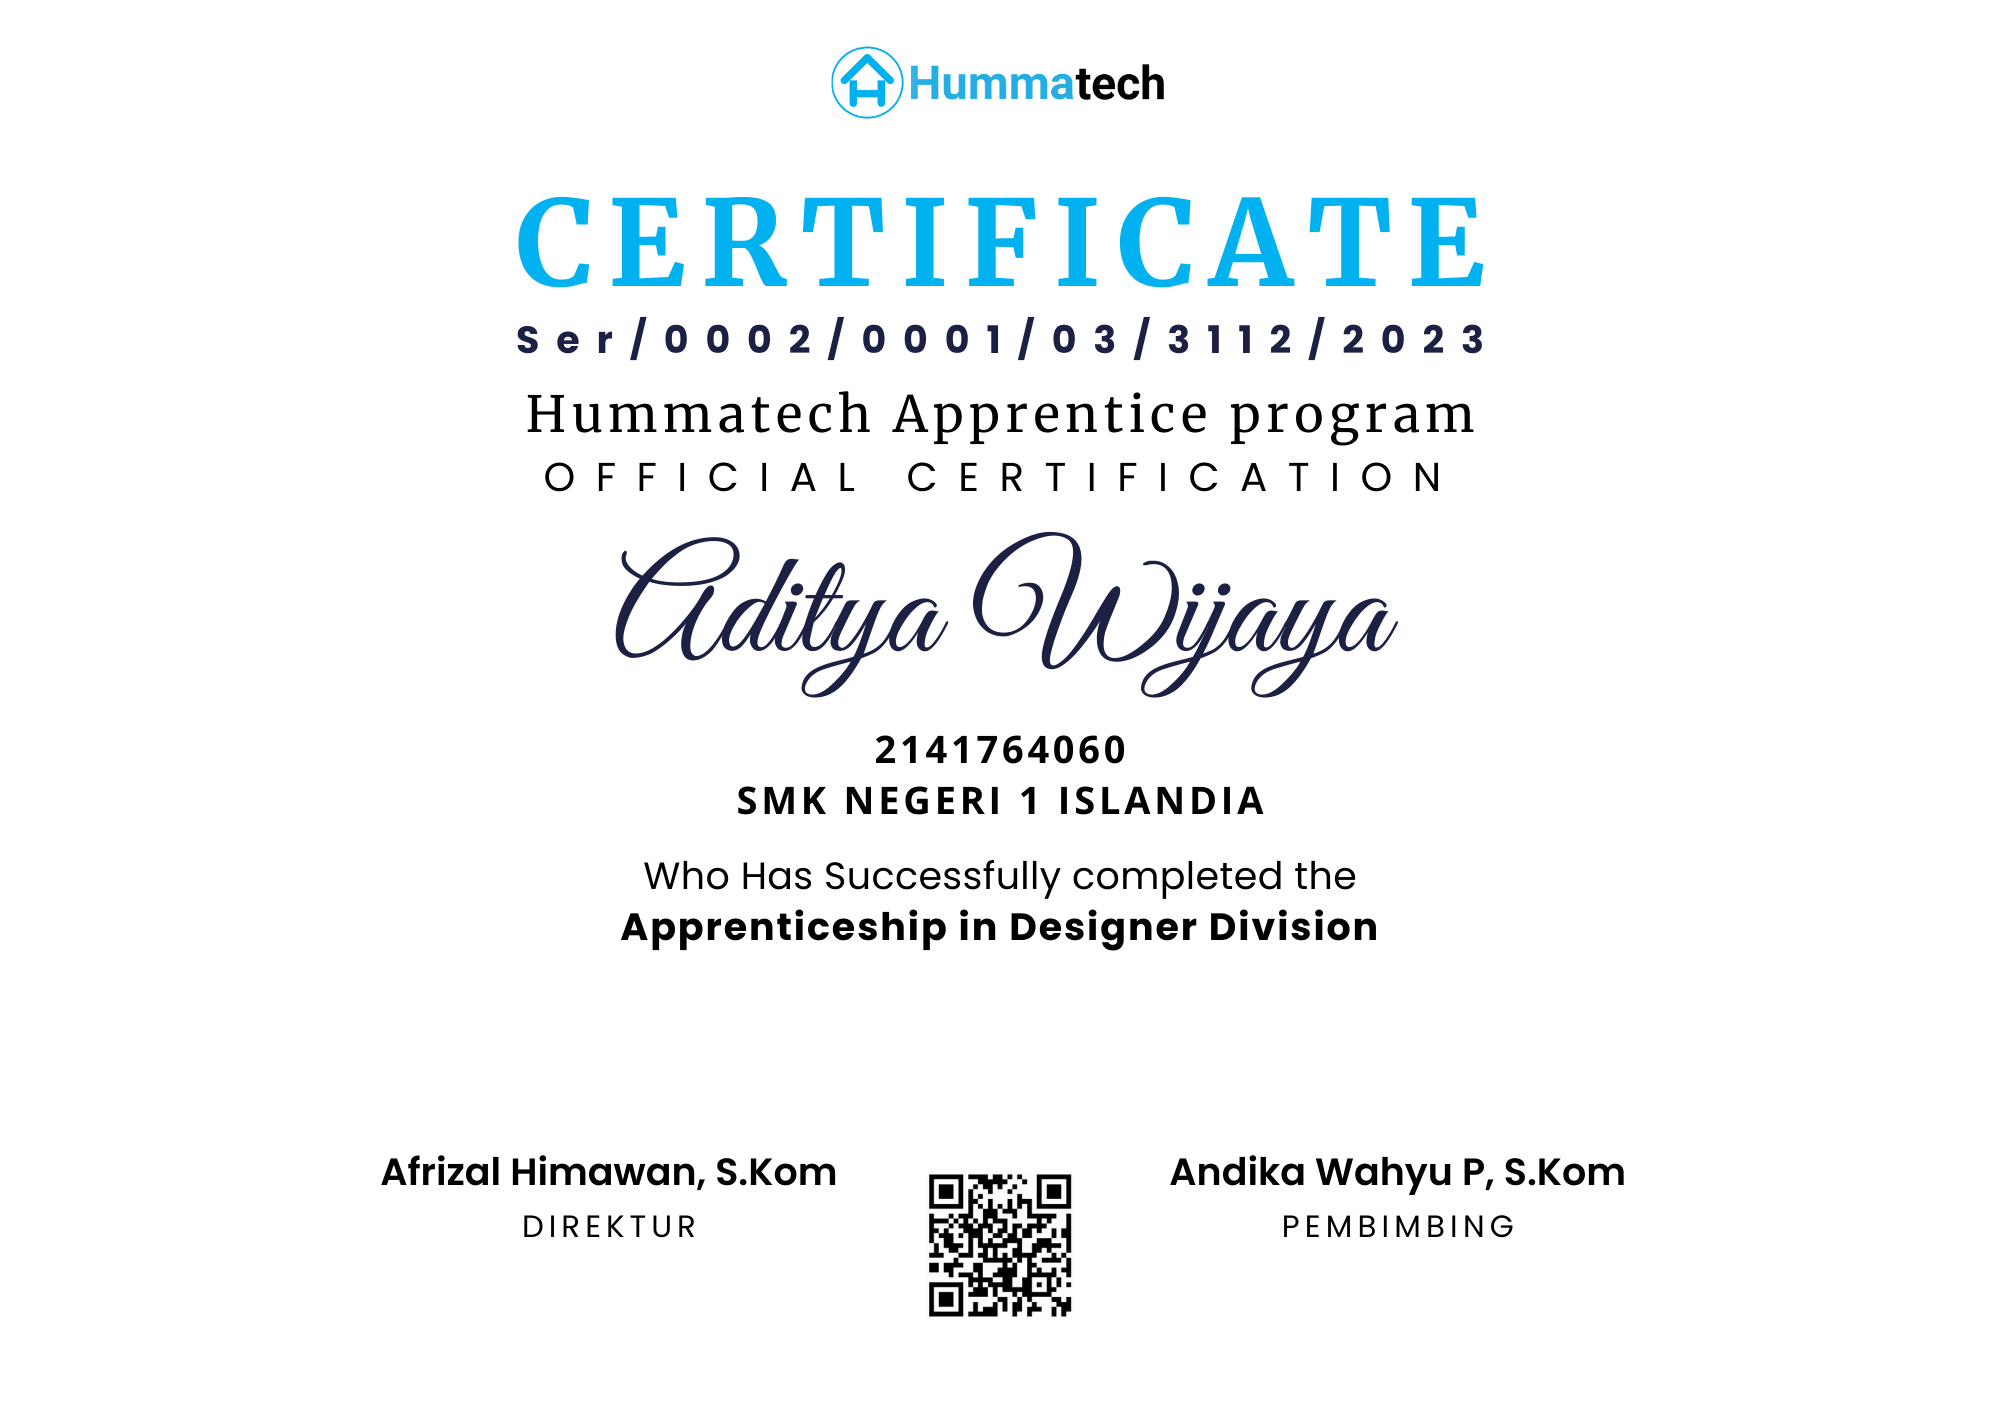 Hummatech
CERTIFICATE
Ser/0002/0001/03/3112/2023
Hummatech Apprentice program
OFFICIAL CERTIFICATION
Aditya Wijaya
2141764060
SMK NEGERI 1 ISLANDIA
Who Has Successfully completed the
Apprenticeship in Designer Division
Afrizal Himawan, S.Kom
DIREKTUR
Andika Wahyu P, S.Kom
PEMBIMBING